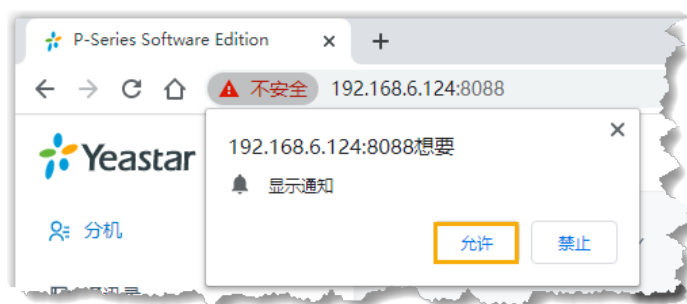 P-Series Software Edition
不安全 192.168.6.124:8088
Yeastar
192.168.6.124:8088想要
显示通知
允许 禁止
分机